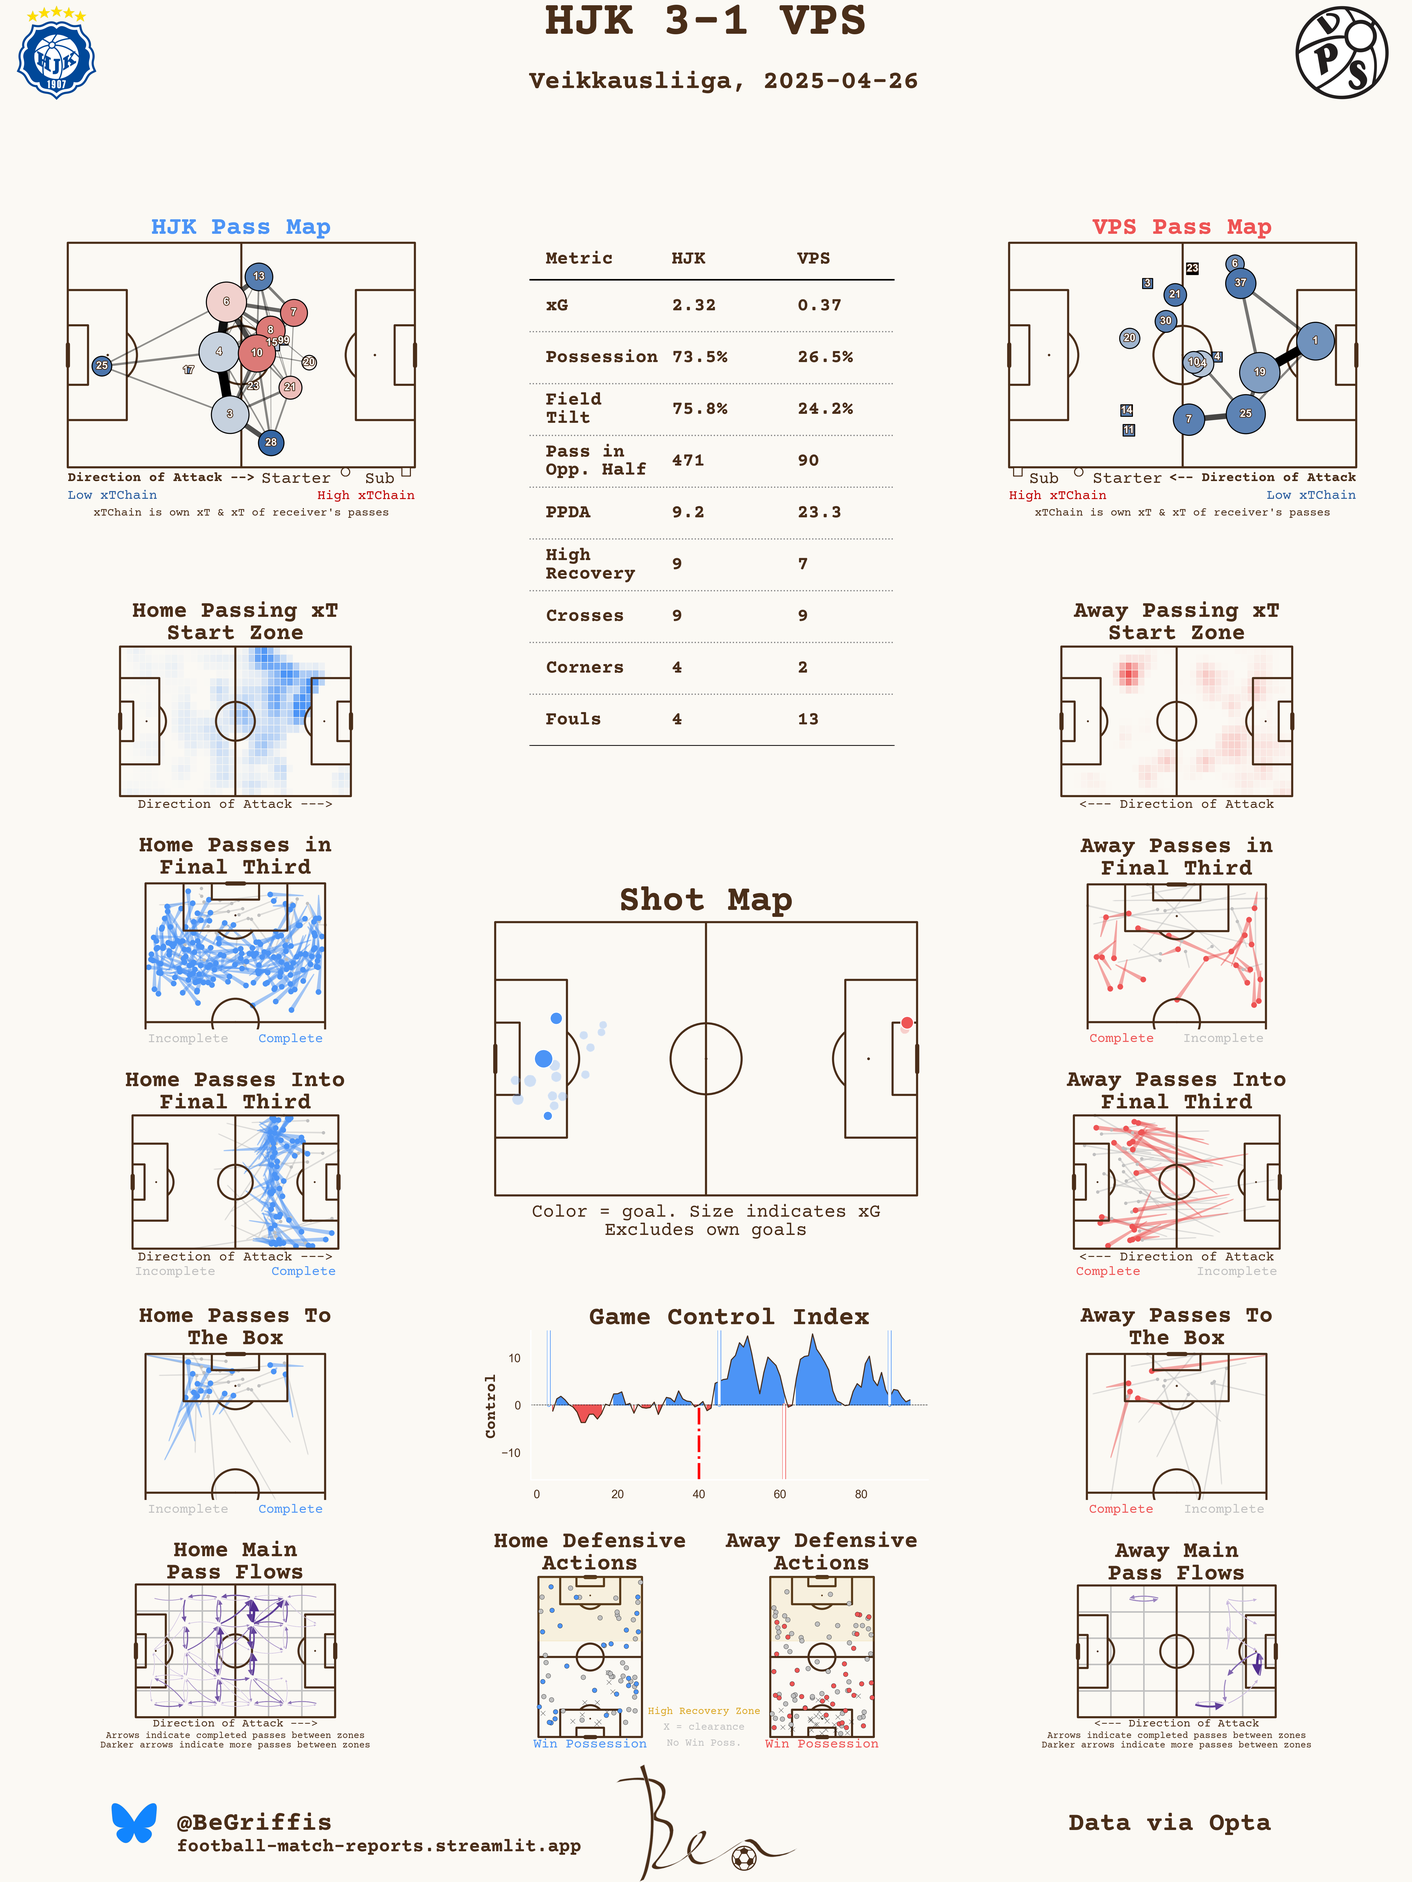 HJK 3-1 VPS
Veikkausliiga, 2025-04-26
HJK
1907
VPS
HJK Pass Map
13
6
7
8
15
99
4
10
20
25
17
23
21
3
28
Direction of Attack --> Starter Sub
Low xTChain High xTChain
xTChain is own xT & xT of receiver's passes
Metric HJK VPS
xG 2.32 0.37
Possession 73.5% 26.5%
Field
Tilt 75.8% 24.2%
Pass in
Opp. Half 471 90
PPDA 9.2 23.3
High
Recovery 9 7
Crosses 9 9
Corners 4 2
Fouls 4 13
VPS Pass Map
6
23
3
37
21
30
20
1
10
4
19
14
7
25
11
Sub Starter <-- Direction of Attack
High xTChain Low xTChain
xTChain is own xT & xT of receiver's passes
Home Passing xT
Start Zone
Direction of Attack --->
Away Passing xT
Start Zone
<--- Direction of Attack
Home Passes in
Final Third
Incomplete Complete
Away Passes in
Final Third
Complete Incomplete
Shot Map
Color = goal. Size indicates xG
Excludes own goals
Home Passes Into
Final Third
Direction of Attack --->
Incomplete Complete
Away Passes Into
Final Third
<--- Direction of Attack
Complete Incomplete
Home Passes To
The Box
Incomplete Complete
Game Control Index
Control
10
0
−10
0 20 40 60 80
Away Passes To
The Box
Complete Incomplete
Home Main
Pass Flows
Direction of Attack --->
Arrows indicate completed passes between zones
Darker arrows indicate more passes between zones
Home Defensive
Actions
Win Possession
Away Defensive
Actions
Win Possession
High Recovery Zone
X = clearance
No Win Poss.
Away Main
Pass Flows
<--- Direction of Attack
Arrows indicate completed passes between zones
Darker arrows indicate more passes between zones
@BeGriffis
football-match-reports.streamlit.app
Ben
Data via Opta